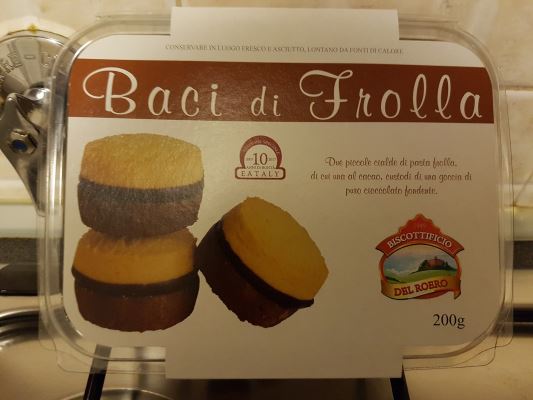 CONSERVARE IN LUOGO FRESCO E ASCIUTTO, LONTANO DA FONTI DI CALORE
Baci di Frolla
10
EATALY
Due piccole cialde di pasta frolla,
di cui una al cacao, custodi di una goccia di
puro cioccolato fondente.
BISCOTTIFICIO
DEL ROERO
200g